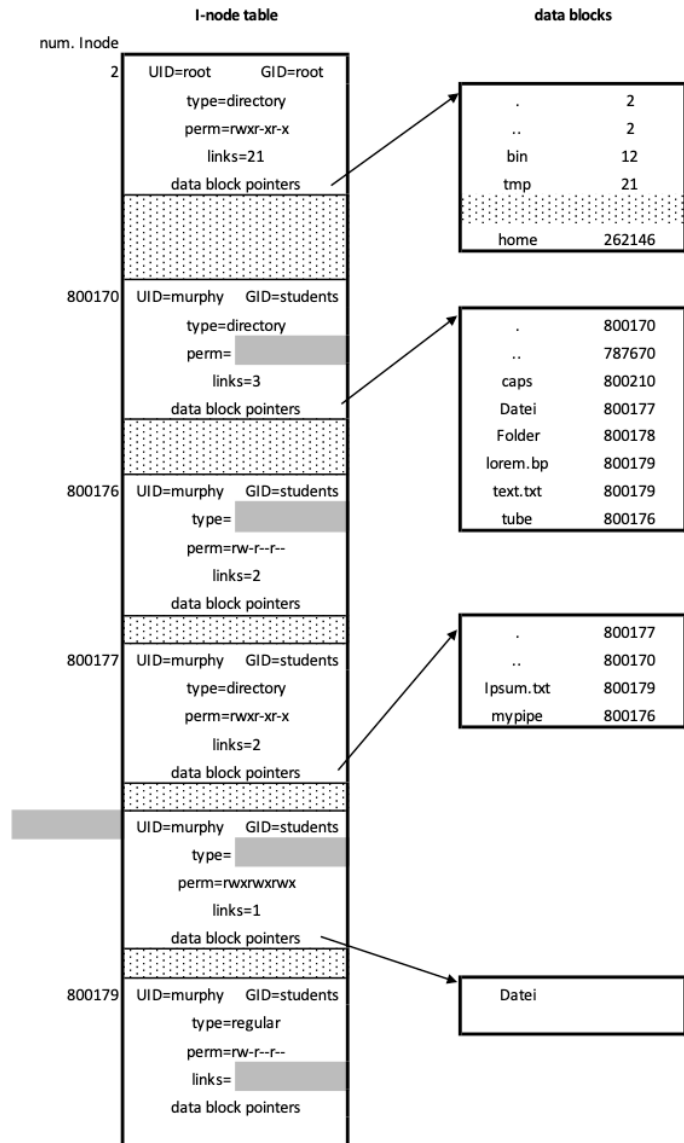 I-node table data blocks
num. Inode
2 UID=root GID=root
type=directory
perm=rwxr-xr-x
links=21
data block pointers
. 2
.. 2
bin 12
tmp 21
home 262146
800170 UID=murphy GID=students
type=directory
perm=
links=3
data block pointers
. 800170
.. 787670
caps 800210
Datei 800177
Folder 800178
lorem.bp 800179
text.txt 800179
tube 800176
800176 UID=murphy GID=students
type=
perm=rw-r--r--
links=2
data block pointers
800177 UID=murphy GID=students
type=directory
perm=rwxr-xr-x
links=2
data block pointers
. 800177
.. 800170
Ipsum.txt 800179
mypipe 800176
UID=murphy GID=students
type=
perm=rwxrwxrwx
links=1
data block pointers
Datei
800179 UID=murphy GID=students
type=regular
perm=rw-r--r--
links=
data block pointers